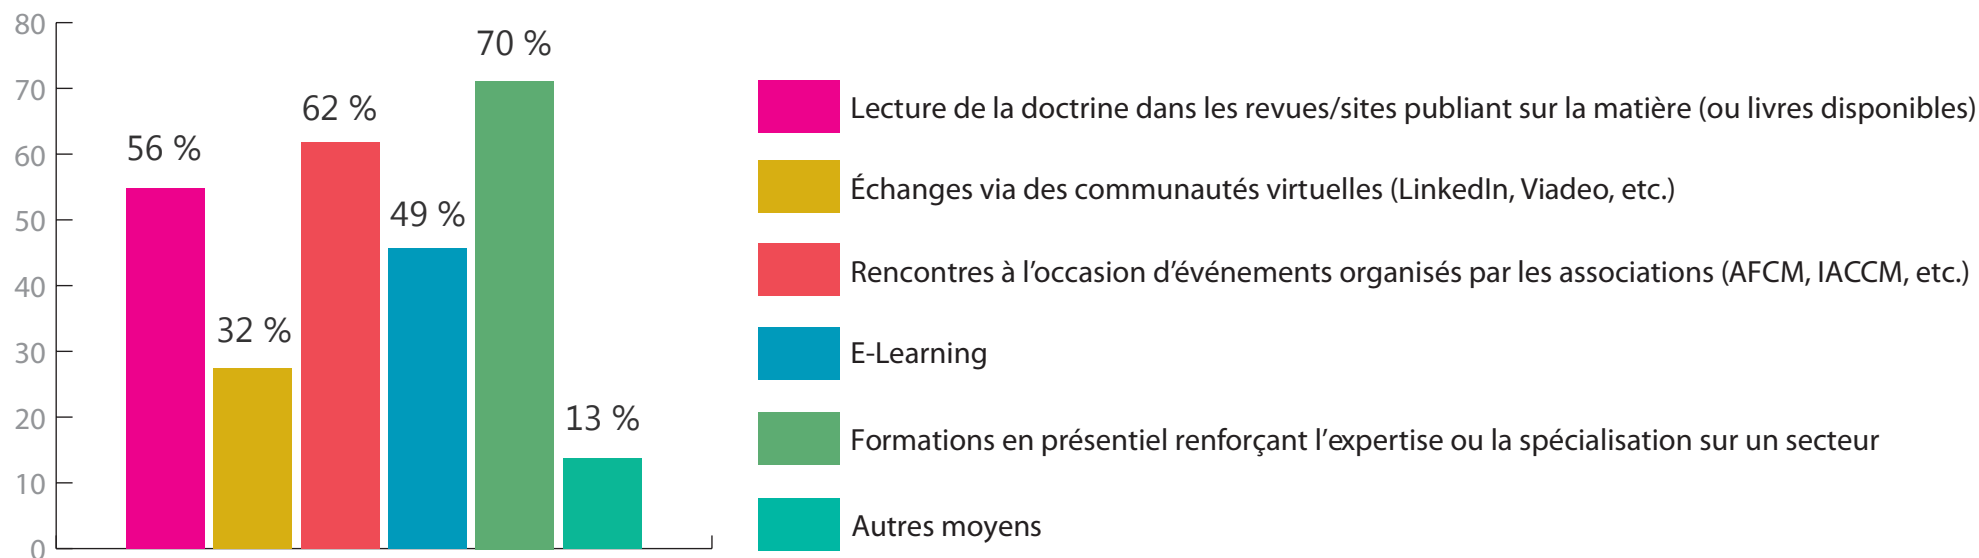 80
70
60
50
40
30
20
10
0
56 %
32 %
62 %
49 %
70 %
13 %
Lecture de la doctrine dans les revues/sites publiant sur la matière (ou livres disponibles)
Échanges via des communautés virtuelles (LinkedIn, Viadeo, etc.)
Rencontres à l’occasion d’événements organisés par les associations (AFCM, IACCM, etc.)
E-Learning
Formations en présentiel renforçant l’expertise ou la spécialisation sur un secteur
Autres moyens